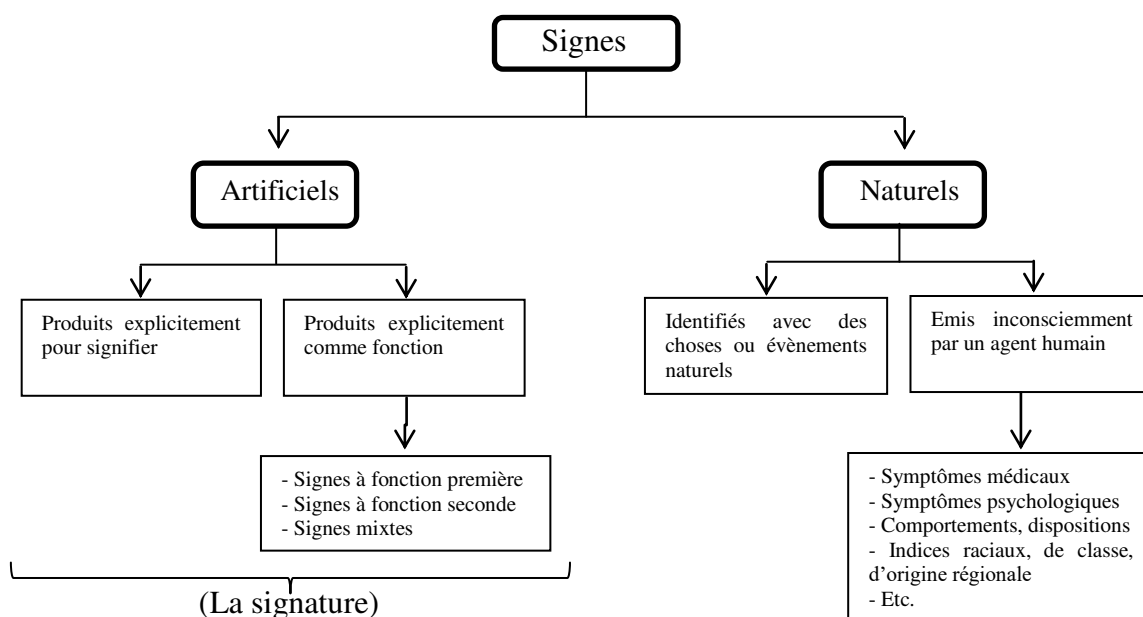 Signes
Artificiels
Naturels
Produits explicitement
pour signifier
Produits explicitement
comme fonction
Identifiés avec des
choses ou évènements
naturels
Emis inconsciemment
par un agent humain
- Signes à fonction première
- Signes à fonction seconde
- Signes mixtes
- Symptômes médicaux
- Symptômes psychologiques
- Comportements, dispositions
- Indices raciaux, de classe,
d’origine régionale
- Etc.
(La signature)